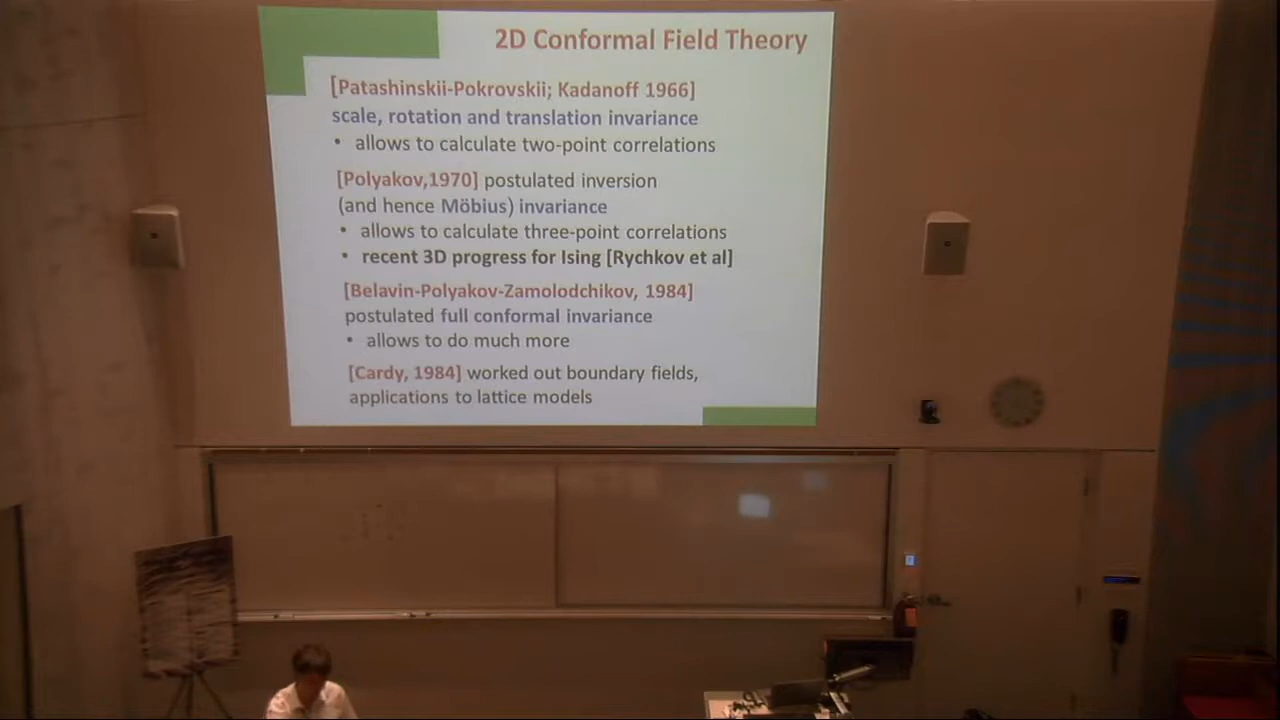 2D Conformal Field Theory
[Patashinskii-Pokrovskii; Kadanoff 1966]
scale, rotation and translation invariance
• allows to calculate two-point correlations
[Polyakov,1970] postulated inversion
(and hence Möbius) invariance
• allows to calculate three-point correlations
• recent 3D progress for Ising [Rychkov et al]
[Belavin-Polyakov-Zamolodchikov, 1984]
postulated full conformal invariance
• allows to do much more
[Cardy, 1984] worked out boundary fields,
applications to lattice models